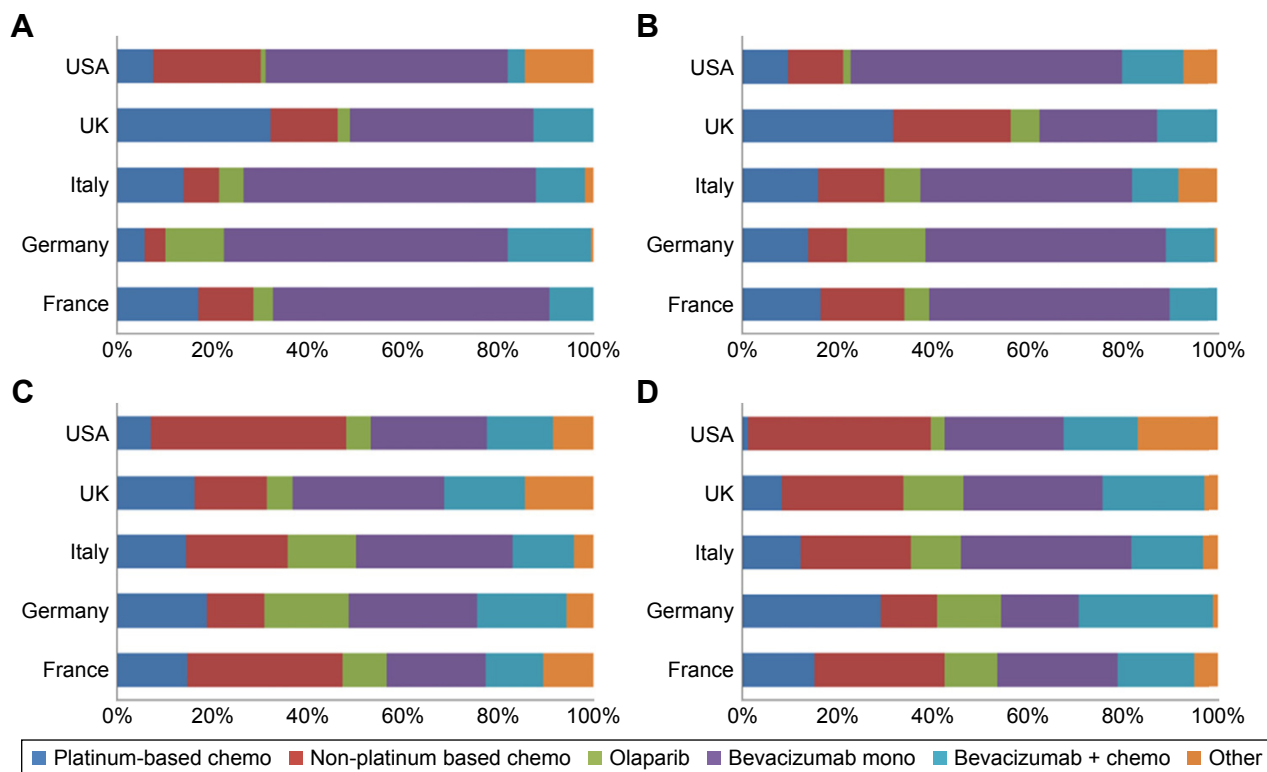 A
USA
UK
Italy
Germany
France
0% 20% 40% 60% 80% 100%
B
USA
UK
Italy
Germany
France
0% 20% 40% 60% 80% 100%
C
USA
UK
Italy
Germany
France
0% 20% 40% 60% 80% 100%
D
USA
UK
Italy
Germany
France
0% 20% 40% 60% 80% 100%
Platinum-based chemo Non-platinum based chemo Olaparib Bevacizumab mono Bevacizumab + chemo Other